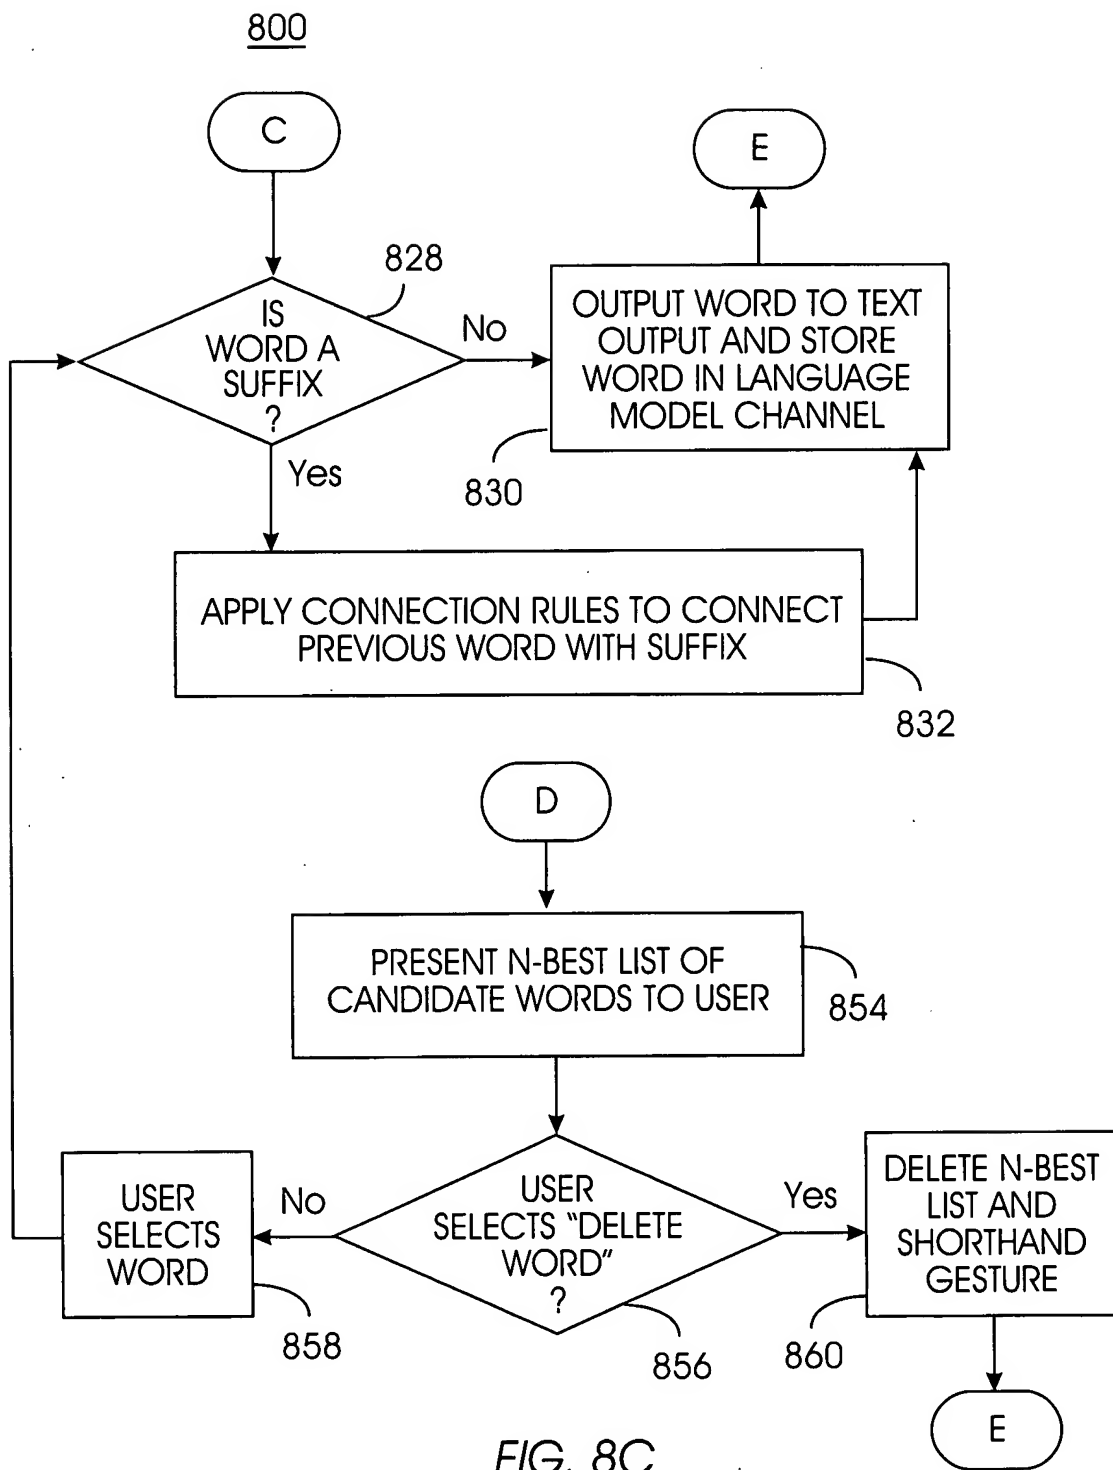 800
C
E
828
IS
WORD A
SUFFIX
?
No
Yes
OUTPUT WORD TO TEXT
OUTPUT AND STORE
WORD IN LANGUAGE
MODEL CHANNEL
830
APPLY CONNECTION RULES TO CONNECT
PREVIOUS WORD WITH SUFFIX
832
D
PRESENT N-BEST LIST OF
CANDIDATE WORDS TO USER
854
USER
SELECTS "DELETE
WORD"
?
No
Yes
856
USER
SELECTS
WORD
858
DELETE N-BEST
LIST AND
SHORTHAND
GESTURE
860
E
FIG. 8C